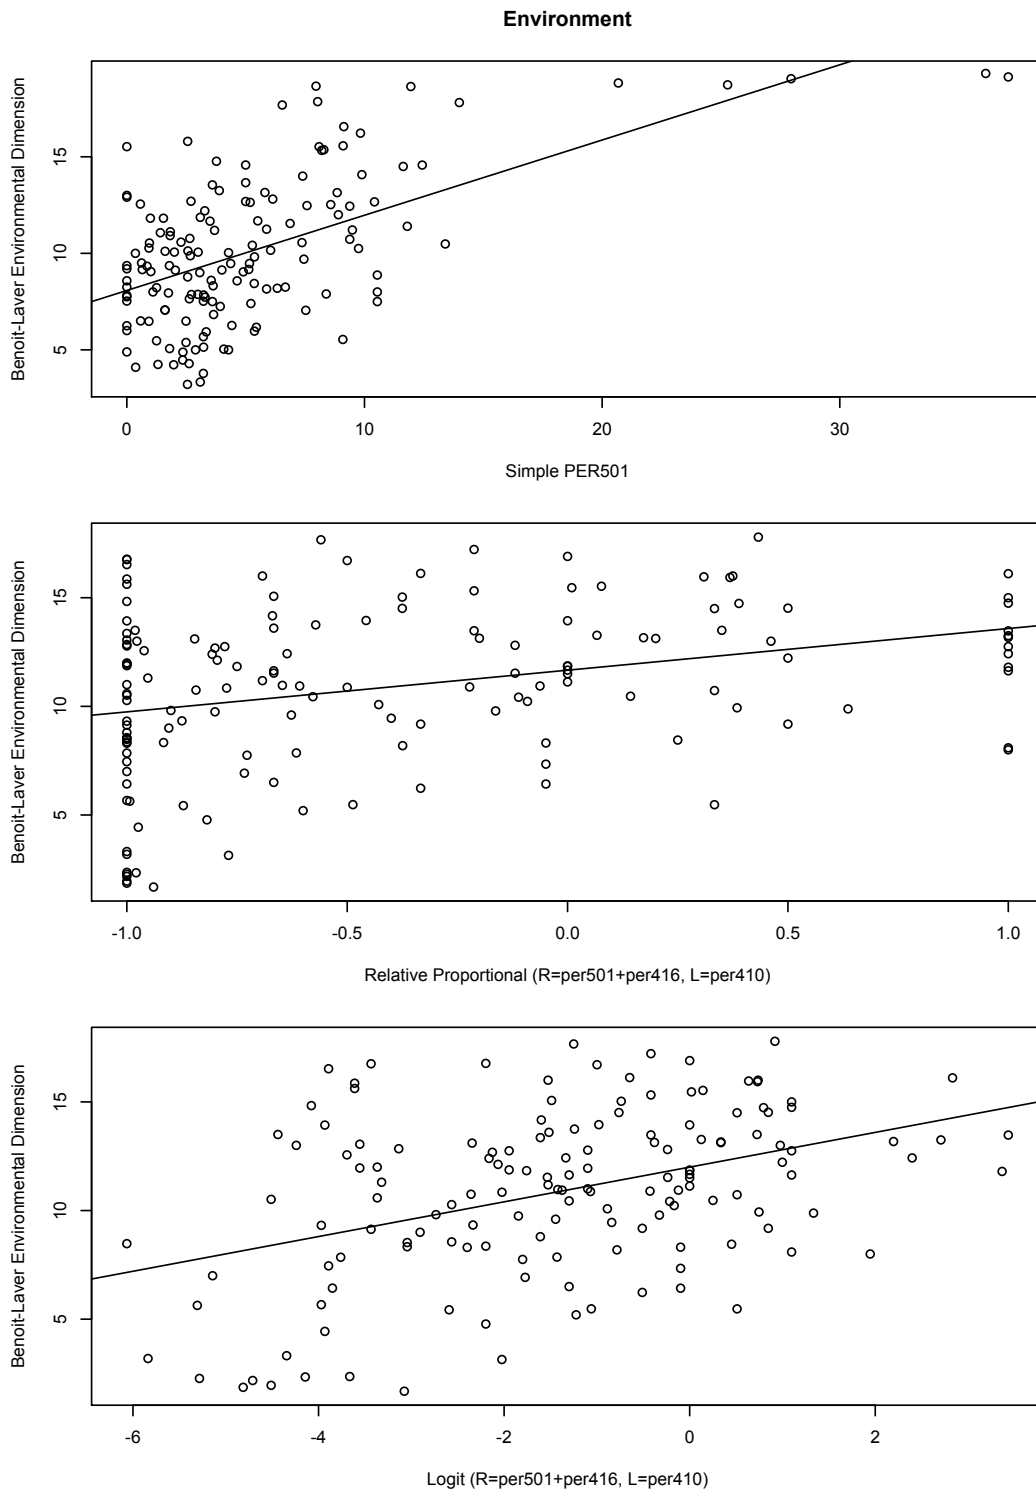 Environment
Benoit-Laver Environmental Dimension
15
10
5
0 10 20 30
Simple PER501
Benoit-Laver Environmental Dimension
15
10
5
-1.0 -0.5 0.0 0.5 1.0
Relative Proportional (R=per501+per416, L=per410)
Benoit-Laver Environmental Dimension
15
10
5
-6 -4 -2 0 2
Logit (R=per501+per416, L=per410)